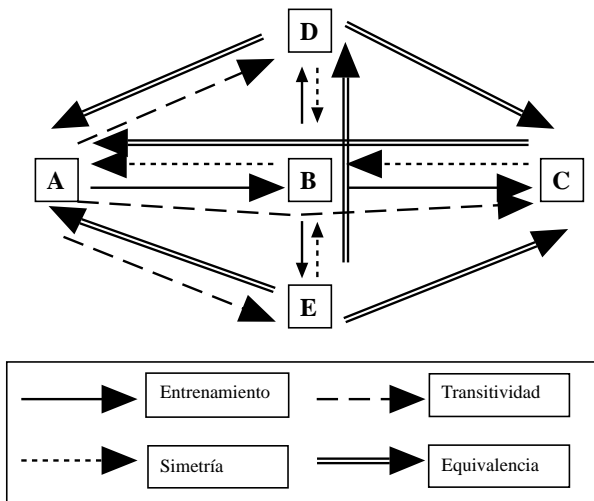 D
A
B
C
E
Entrenamiento
Transitividad
Simetría
Equivalencia